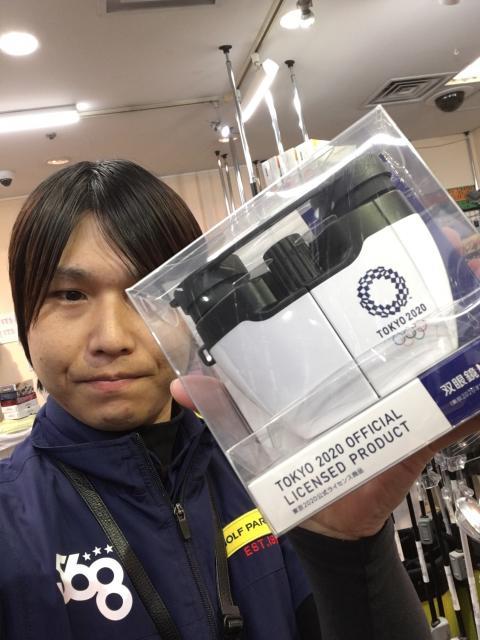 TOKYO 2020
双眼鏡
TOKYO 2020 OFFICIAL
LICENSED PRODUCT
東京2020公式ライセンス商品
568
OLF PAR
EST.